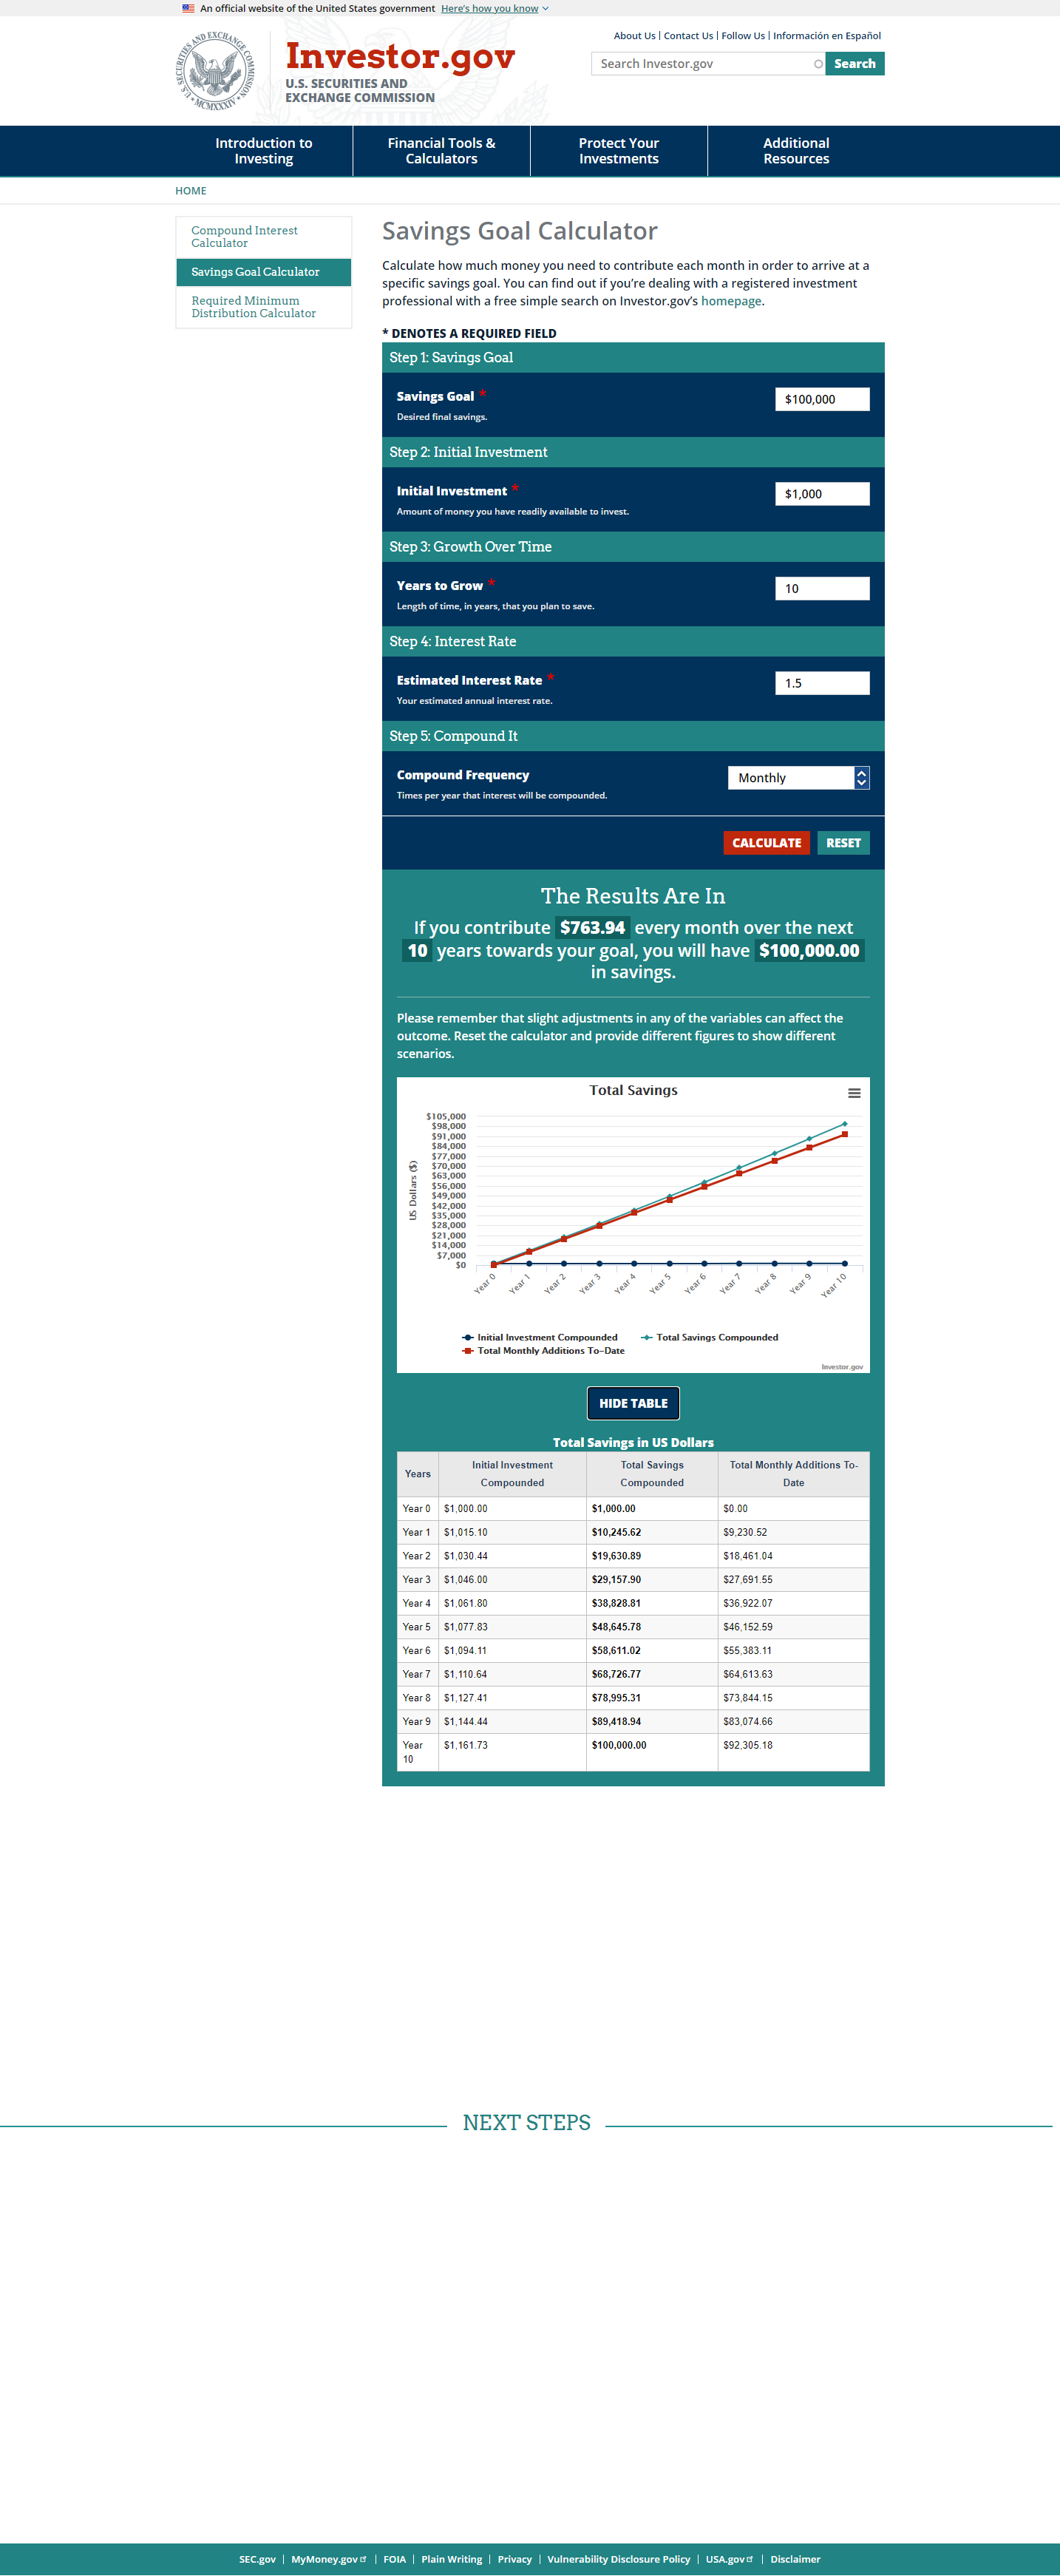 An official website of the United States government Here's how you know
About Us | Contact Us | Follow Us | Información en Español
U.S. SECURITIES AND EXCHANGE COMMISSION
MCMXXXIV
Investor.gov
U.S. SECURITIES AND
EXCHANGE COMMISSION
Search Investor.gov
Search
Introduction to
Investing
Financial Tools &
Calculators
Protect Your
Investments
Additional
Resources
HOME
Compound Interest
Calculator
Savings Goal Calculator
Required Minimum
Distribution Calculator
Savings Goal Calculator
Calculate how much money you need to contribute each month in order to arrive at a
specific savings goal. You can find out if you're dealing with a registered investment
professional with a free simple search on Investor.gov's homepage.
* DENOTES A REQUIRED FIELD
Step 1: Savings Goal
Savings Goal *
$100,000
Desired final savings.
Step 2: Initial Investment
Initial Investment *
$1,000
Amount of money you have readily available to invest.
Step 3: Growth Over Time
Years to Grow *
10
Length of time, in years, that you plan to save.
Step 4: Interest Rate
Estimated Interest Rate *
1.5
Your estimated annual interest rate.
Step 5: Compound It
Compound Frequency
Monthly
Times per year that interest will be compounded.
CALCULATE RESET
The Results Are In
If you contribute $763.94 every month over the next
10 years towards your goal, you will have $100,000.00
in savings.
Please remember that slight adjustments in any of the variables can affect the
outcome. Reset the calculator and provide different figures to show different
scenarios.
Total Savings
US Dollars ($)
$105,000
$98,000
$91,000
$84,000
$77,000
$70,000
$63,000
$56,000
$49,000
$42,000
$35,000
$28,000
$21,000
$14,000
$7,000
$0
Year 0 Year 1 Year 2 Year 3 Year 4 Year 5 Year 6 Year 7 Year 8 Year 9 Year 10
Initial Investment Compounded Total Savings Compounded
Total Monthly Additions To-Date
Investor.gov
HIDE TABLE
Total Savings in US Dollars
Years Initial Investment Compounded Total Savings Compounded Total Monthly Additions To-Date
Year 0 $1,000.00 $1,000.00 $0.00
Year 1 $1,015.10 $10,245.62 $9,230.52
Year 2 $1,030.44 $19,630.89 $18,461.04
Year 3 $1,046.00 $29,157.90 $27,691.55
Year 4 $1,061.80 $38,828.81 $36,922.07
Year 5 $1,077.83 $48,645.78 $46,152.59
Year 6 $1,094.11 $58,611.02 $55,383.11
Year 7 $1,110.64 $68,726.77 $64,613.63
Year 8 $1,127.41 $78,995.31 $73,844.15
Year 9 $1,144.44 $89,418.94 $83,074.66
Year 10 $1,161.73 $100,000.00 $92,305.18
NEXT STEPS
SEC.gov | MyMoney.gov | FOIA | Plain Writing | Privacy | Vulnerability Disclosure Policy | USA.gov | Disclaimer